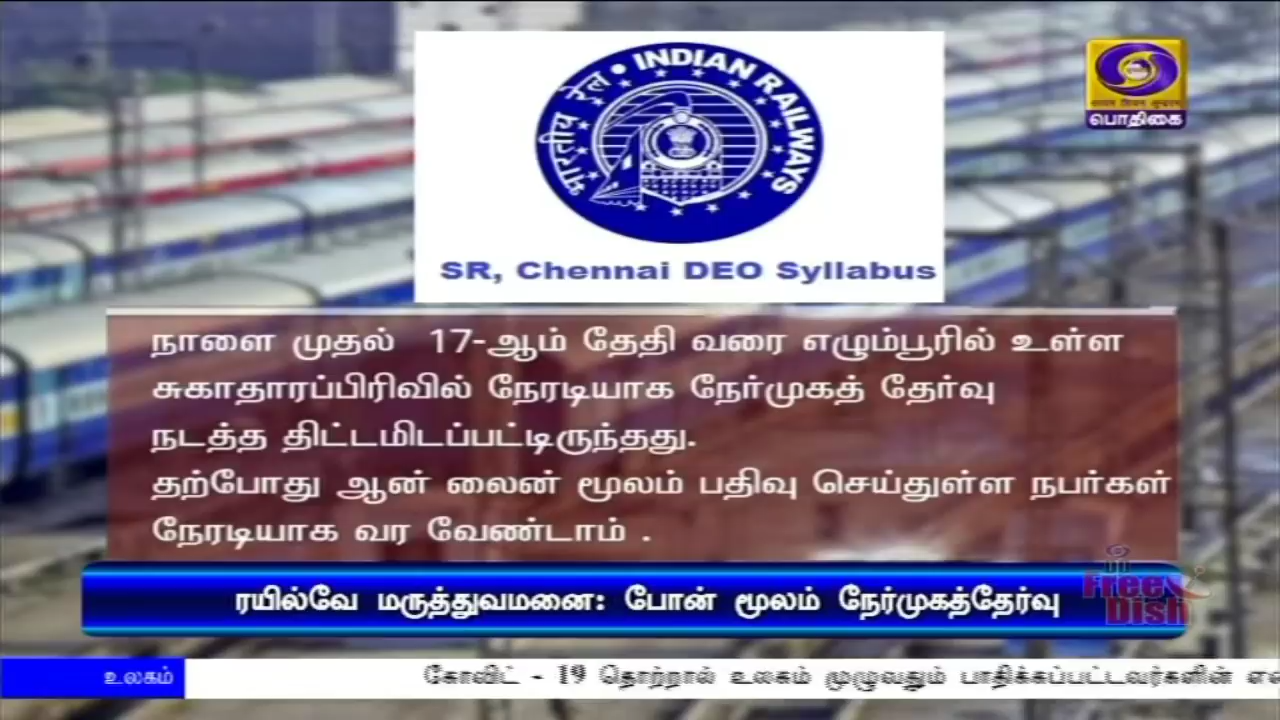 भारतीय रेल • INDIAN RAILWAYS
பொதிகை
SR, Chennai DEO Syllabus
நாளை முதல் 17-ஆம் தேதி வரை எழும்பூரில் உள்ள
சுகாதாரப்பிரிவில் நேரடியாக நேர்முகத் தேர்வு
நடத்த திட்டமிடப்பட்டிருந்தது.
தற்போது ஆன் லைன் மூலம் பதிவு செய்துள்ள நபர்கள்
நேரடியாக வர வேண்டாம் .
ரயில்வே மருத்துவமனை: போன் மூலம் நேர்முகத்தேர்வு
DD Free Dish
உலகம்
கோவிட் - 19 தொற்றால் உலகம் முழுவதும் பாதிக்கப்பட்டவர்களின்